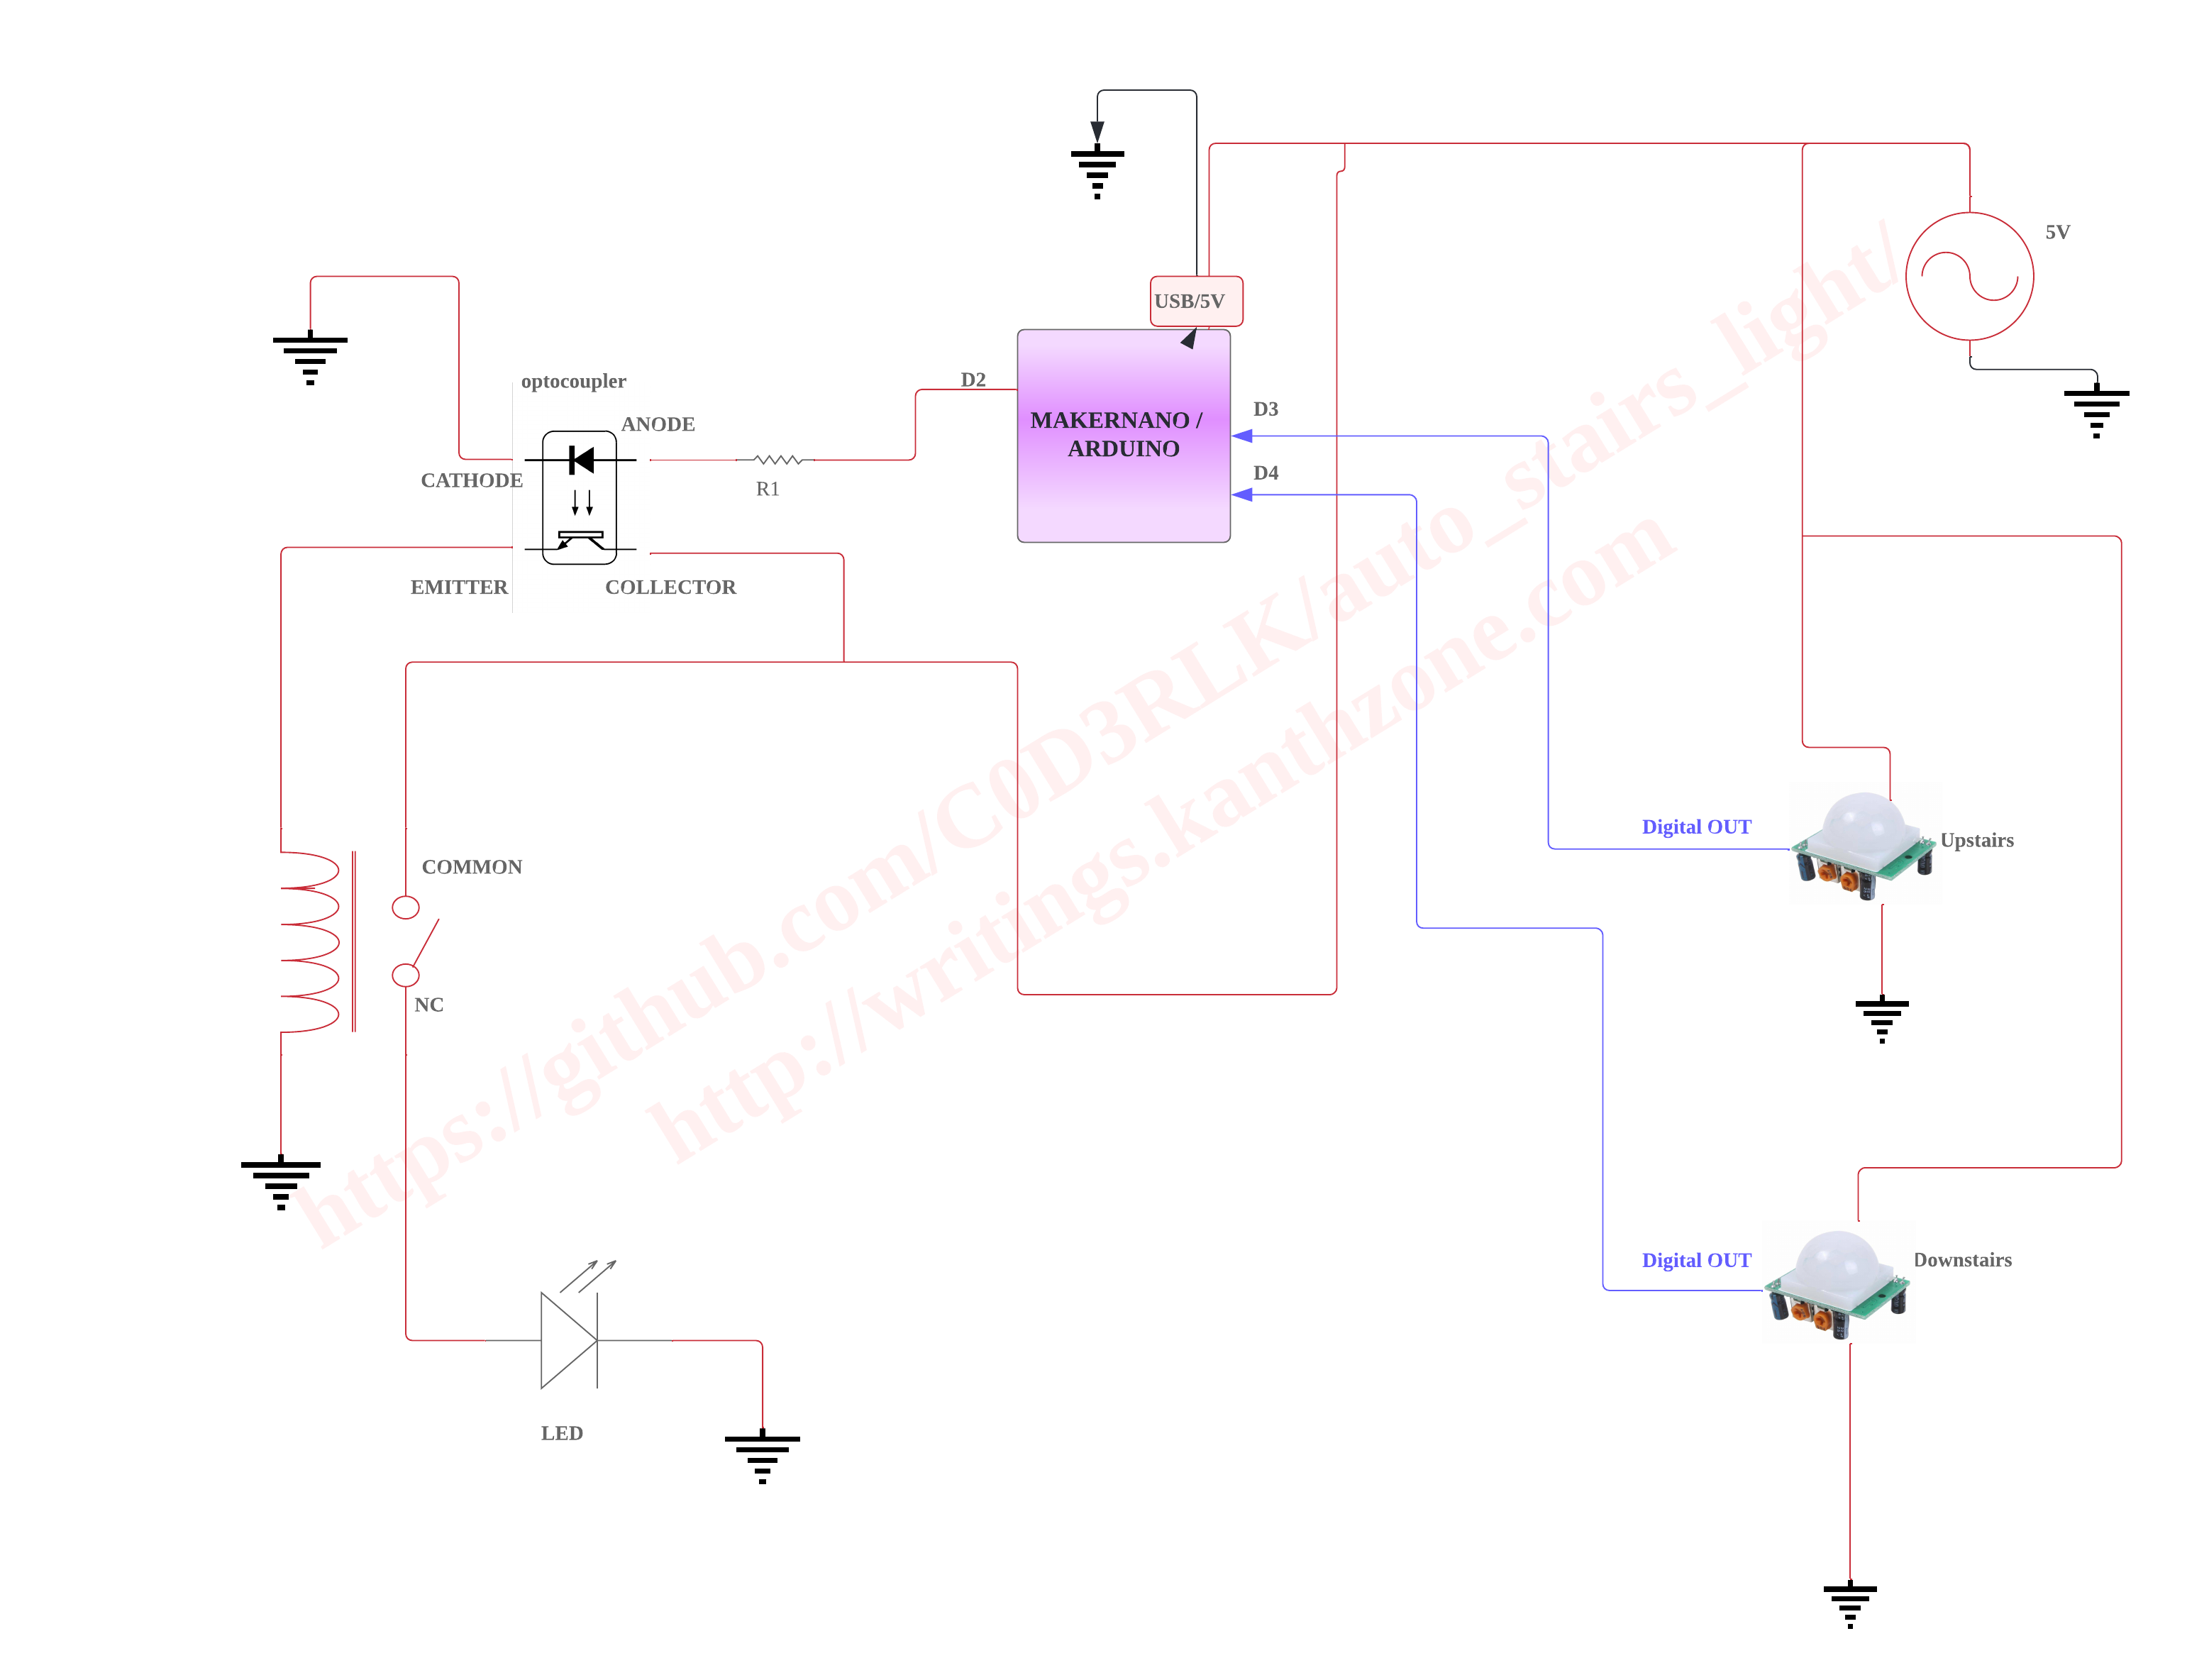 5V
USB/5V
optocoupler
D2
ANODE
MAKERNANO /
ARDUINO
D3
CATHODE
D4
R1
EMITTER
COLLECTOR
Digital OUT
Upstairs
COMMON
NC
Digital OUT
Downstairs
LED
https://github.com/C0D3RLK/auto_stairs_light/
http://writings.kanthzone.com